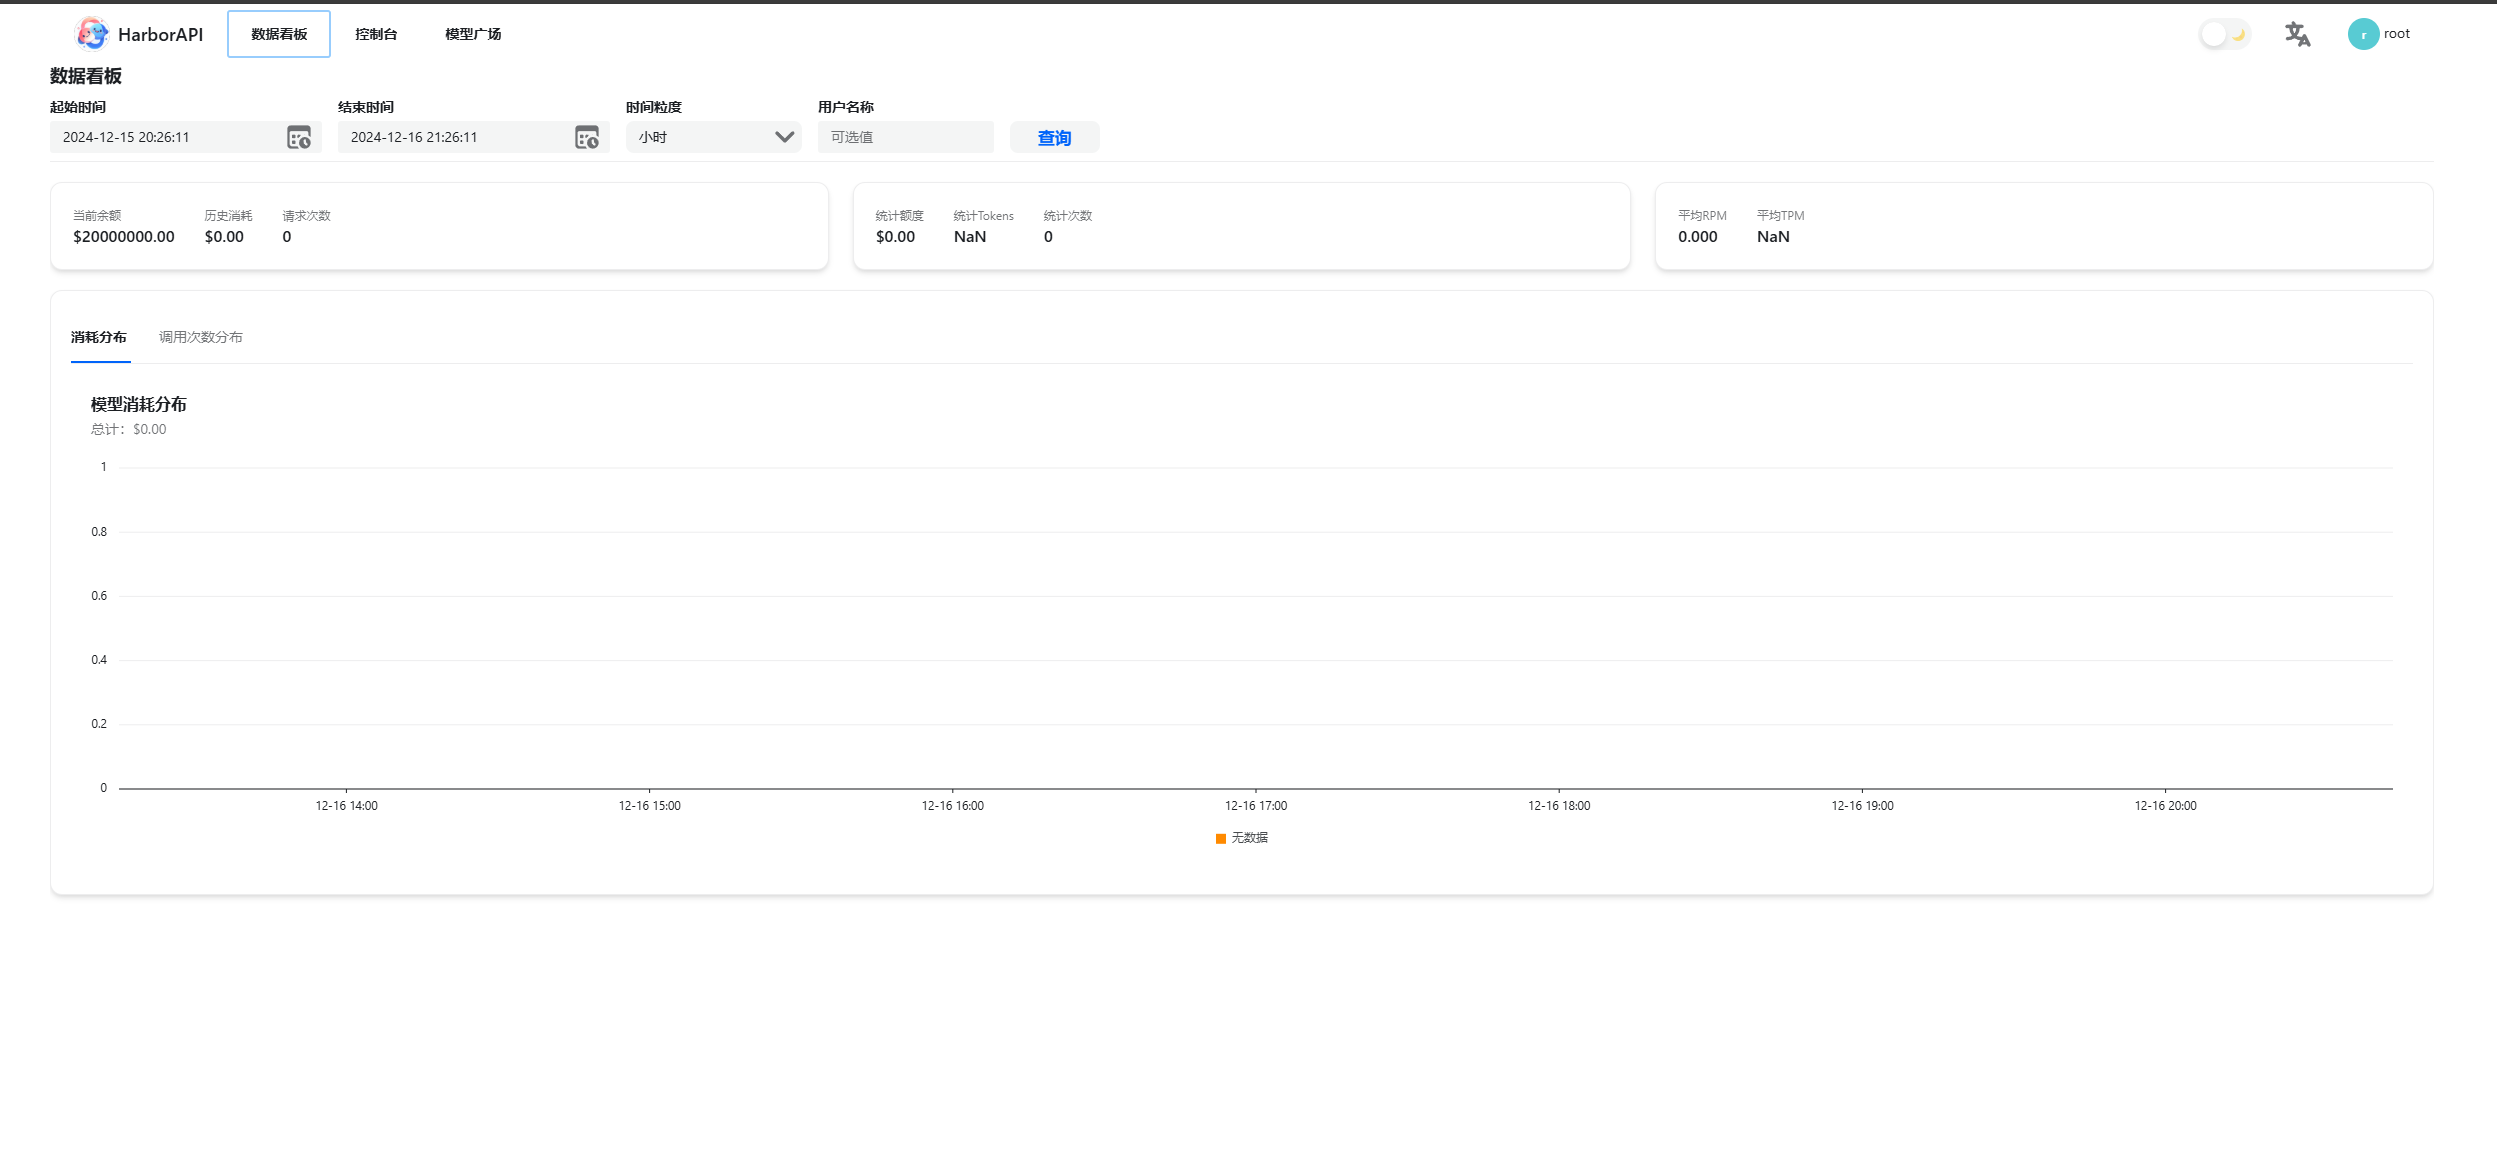 HarborAPI 数据看板 控制台 模型广场 r root
数据看板
起始时间 结束时间 时间粒度 用户名称
2024-12-15 20:26:11 2024-12-16 21:26:11 小时 可选值 查询
当前余额 历史消耗 请求次数 统计额度 统计Tokens 统计次数 平均RPM 平均TPM
$20000000.00 $0.00 0 $0.00 NaN 0 0.000 NaN
消耗分布 调用次数分布
模型消耗分布
总计：$0.00
1
0.8
0.6
0.4
0.2
0
12-16 14:00 12-16 15:00 12-16 16:00 12-16 17:00 12-16 18:00 12-16 19:00 12-16 20:00
无数据